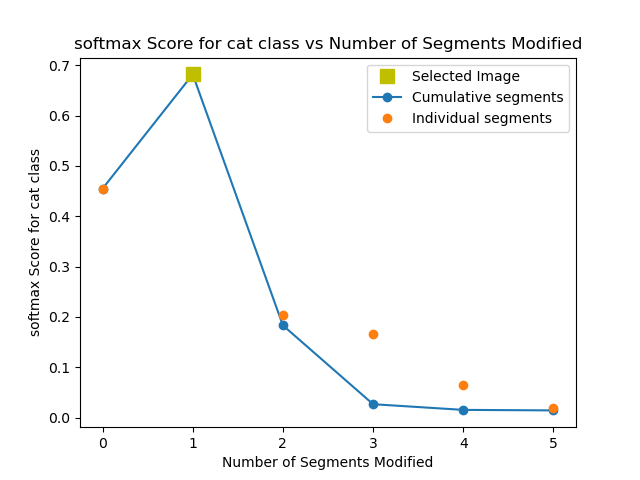 softmax Score for cat class vs Number of Segments Modified
0.7
0.6
0.5
0.4
0.3
0.2
0.1
0.0
softmax Score for cat class
Selected Image
Cumulative segments
Individual segments
0 1 2 3 4 5
Number of Segments Modified